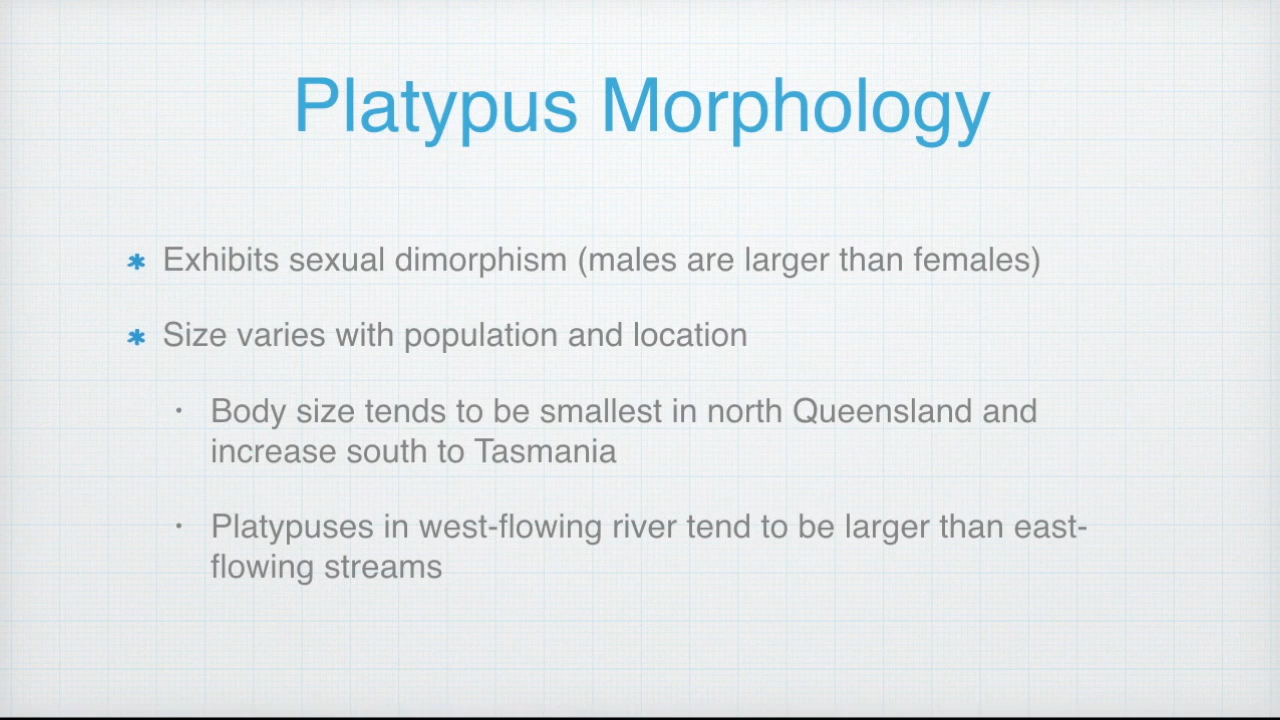 Platypus Morphology
* Exhibits sexual dimorphism (males are larger than females)
* Size varies with population and location
• Body size tends to be smallest in north Queensland and
increase south to Tasmania
• Platypuses in west-flowing river tend to be larger than east-
flowing streams